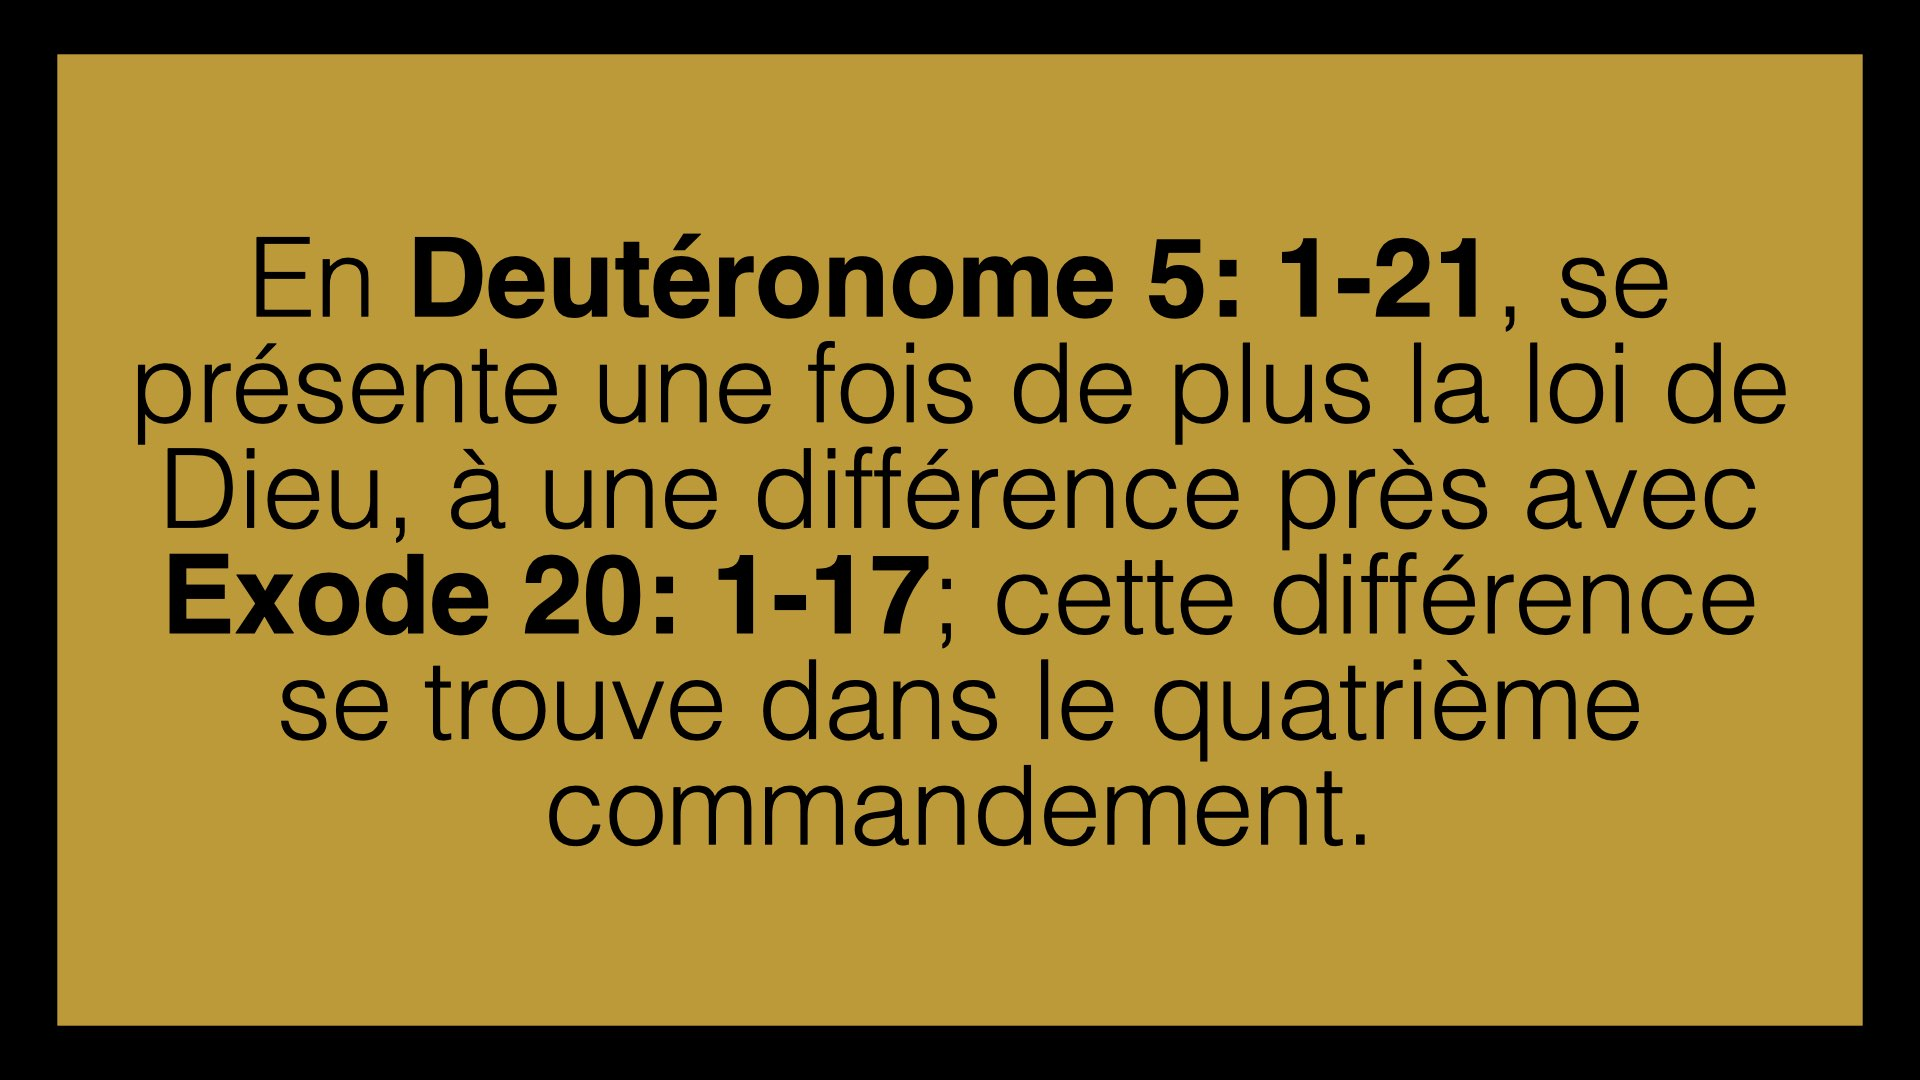 En Deutéronome 5: 1-21, se
présente une fois de plus la loi de
Dieu, à une différence près avec
Exode 20: 1-17; cette différence
se trouve dans le quatrième
commandement.